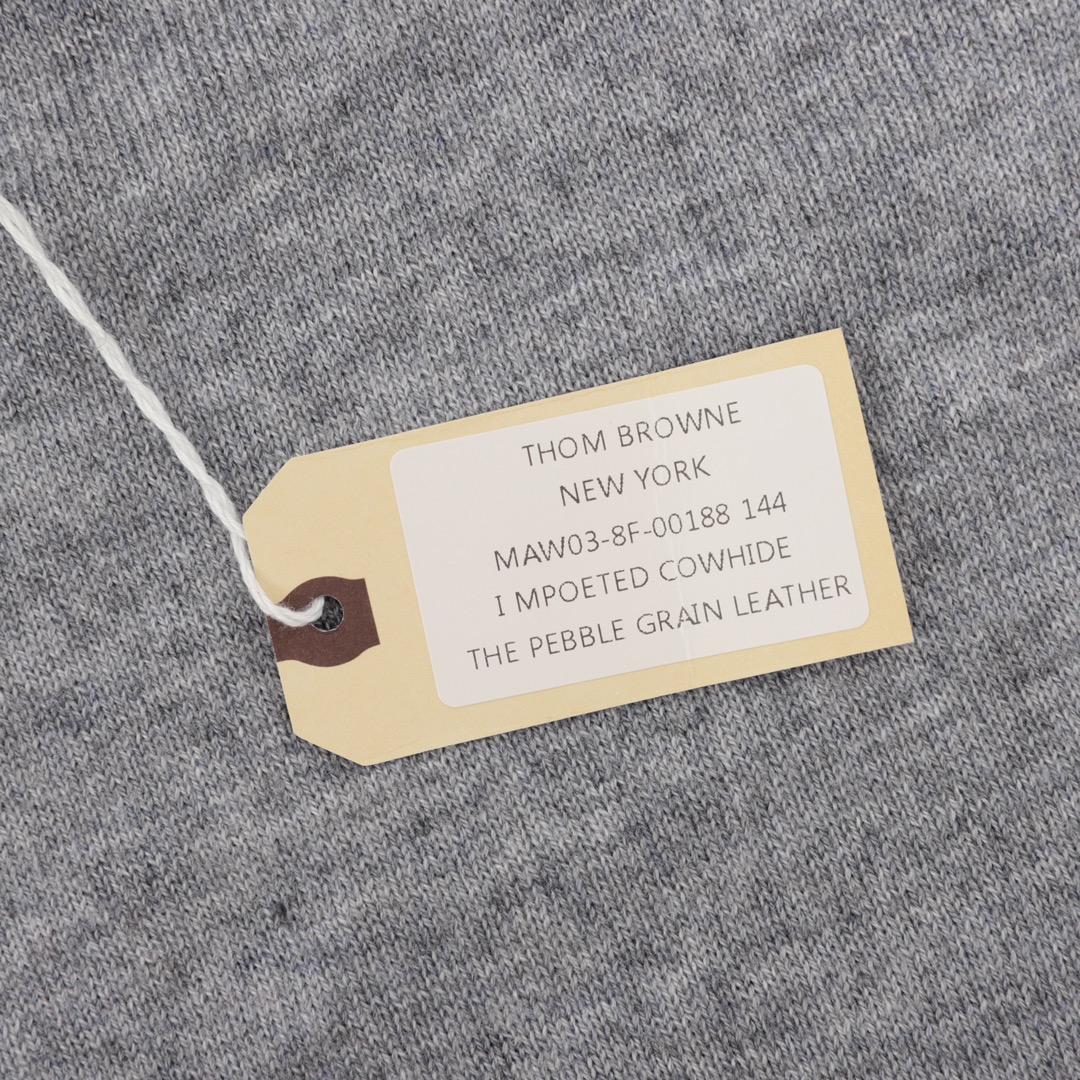 THOM BROWNE
NEW YORK
MAW03-8F-00188 144
I MPOETED COWHIDE
THE PEBBLE GRAIN LEATHER